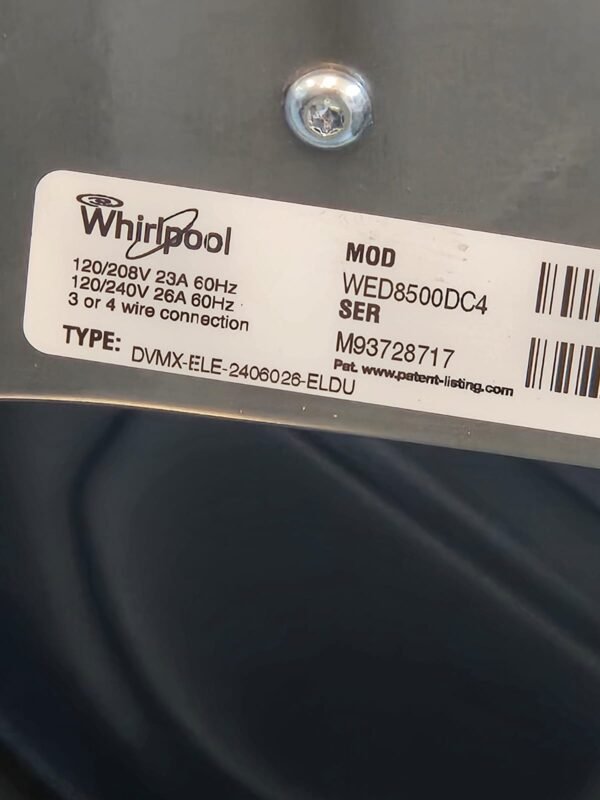 Whirlpool
120/208V 23A 60Hz
120/240V 26A 60Hz
3 or 4 wire connection
TYPE: DVMX-ELE-2406026-ELDU
MOD
WED8500DC4
SER
M93728717
Pat. www.patent-listing.com